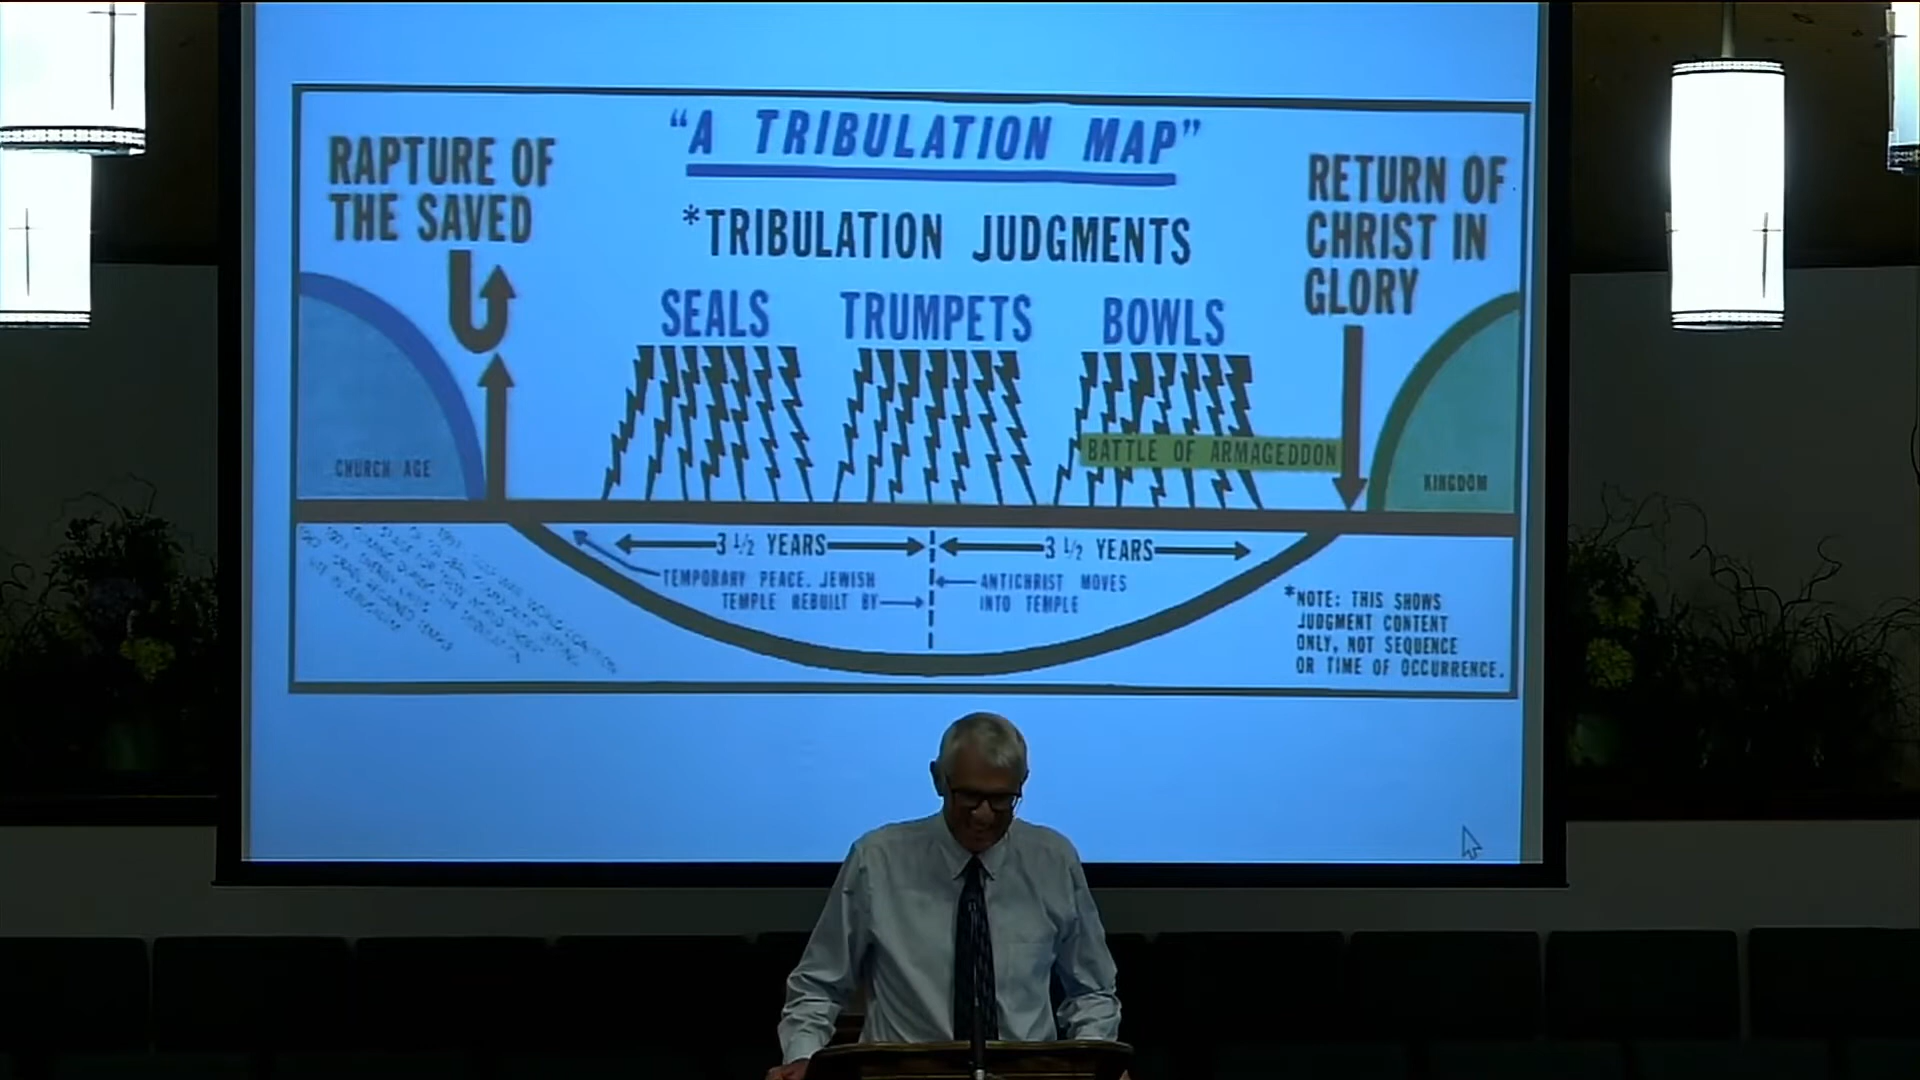 “A TRIBULATION MAP”
RAPTURE OF
THE SAVED
*TRIBULATION JUDGMENTS
RETURN OF
CHRIST IN
GLORY
SEALS
TRUMPETS
BOWLS
BATTLE OF ARMAGEDDON
CHURCH AGE
KINGDOM
3 1/2 YEARS
3 1/2 YEARS
TEMPORARY PEACE. JEWISH
TEMPLE REBUILT BY
ANTICHRIST MOVES
INTO TEMPLE
*NOTE: THIS SHOWS
JUDGMENT CONTENT
ONLY, NOT SEQUENCE
OR TIME OF OCCURRENCE.